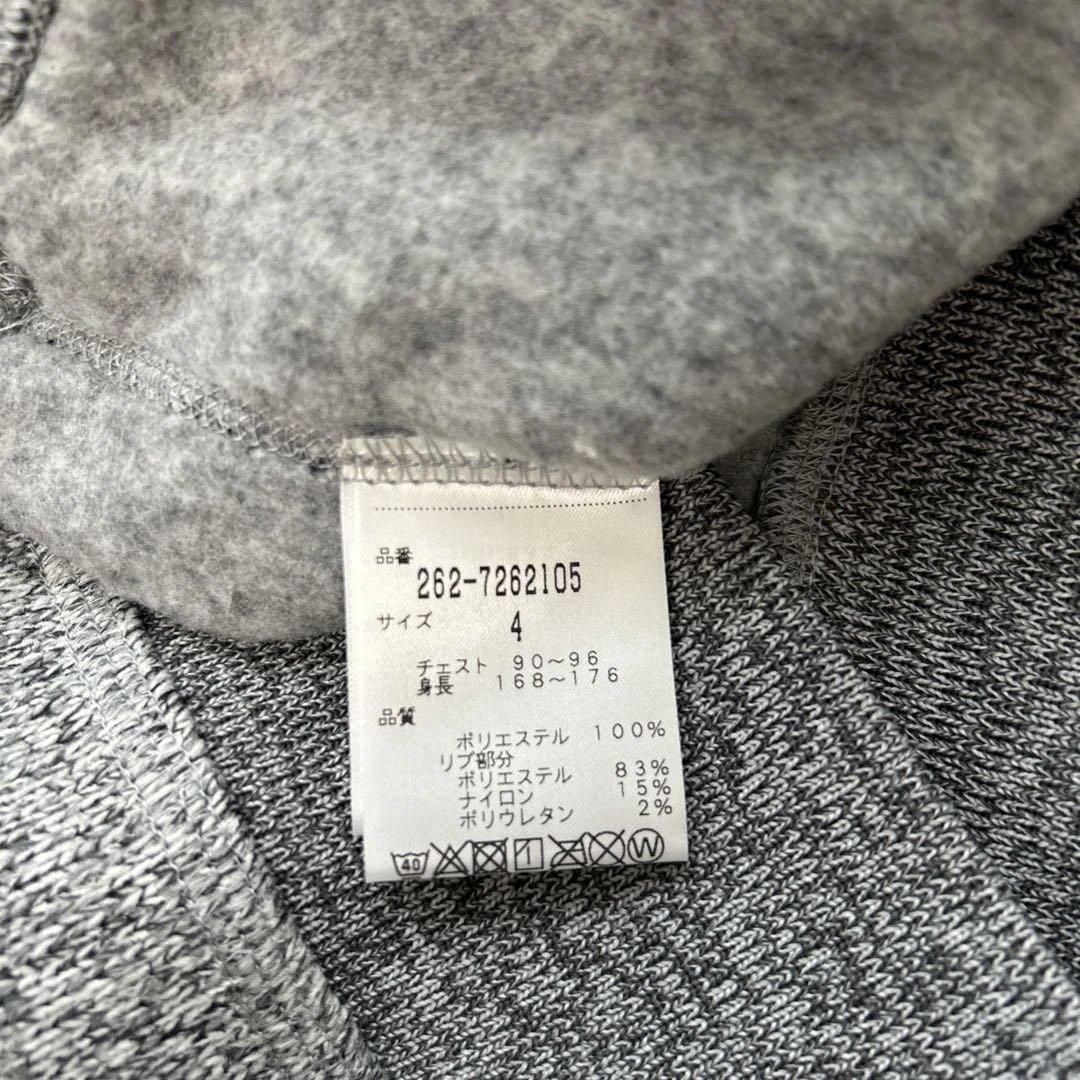 品番
262-7262105
サイズ 4
チェスト 90~96
身長 168~176
品質
ポリエステル 100%
リブ部分
ポリエステル 83%
ナイロン 15%
ポリウレタン 2%
40 1 W